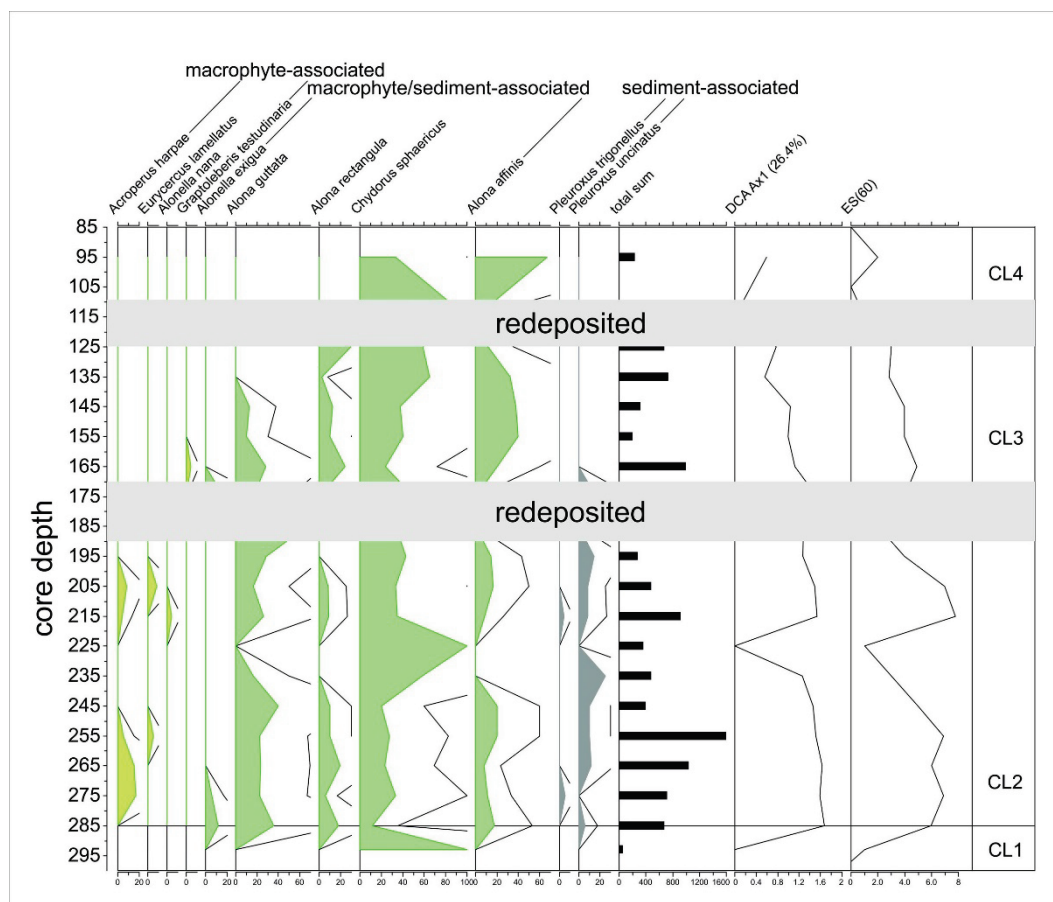 macrophyte-associated
macrophyte/sediment-associated
sediment-associated
Acroperus harpae
Eurycercus lamellatus
Alonella nana
Graptoleberis testudinaria
Alonella exigua
Alona guttata
Alona rectangula
Chydorus sphaericus
Alona affinis
Pleuroxus trigonellus
Pleuroxus uncinatus
total sum
DCA Ax1 (26.4%)
ES(60)
core depth
85
95
105
115
125
135
145
155
165
175
185
195
205
215
225
235
245
255
265
275
285
295
redeposited
redeposited
CL4
CL3
CL2
CL1
0 0 0 0 0 20 0 20 40 60 0 20 0 20 40 60 80 100 0 20 40 60 0 0 20 0 400 800 1200 1600 0 0.4 0.8 1.2 1.6 2 0 2 4 6 8